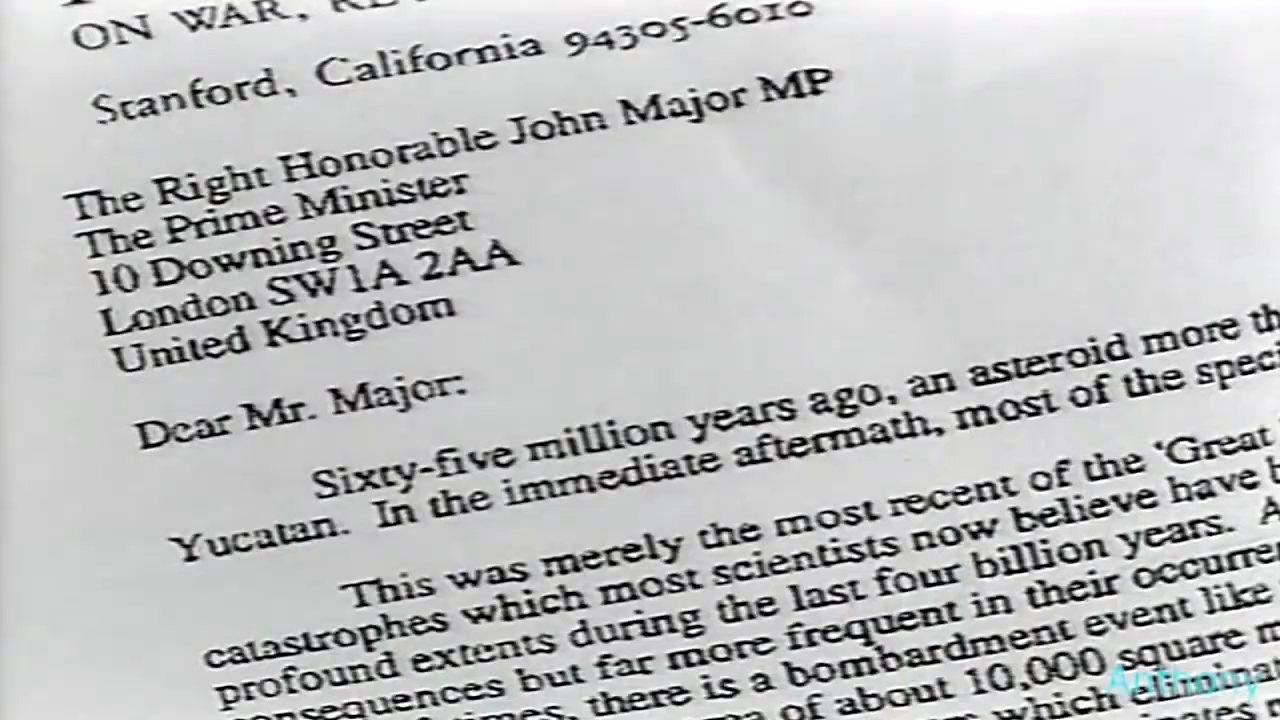 ON WAR,
Stanford, California 94305-6010
The Right Honorable John Major MP
The Prime Minister
10 Downing Street
London SW1A 2AA
United Kingdom
Dear Mr. Major:
Sixty-five million years ago, an asteroid more
Yucatan. In the immediate aftermath, most of the
This was merely the most recent of the 'Great
catastrophes which most scientists now believe have
profound extents during the last four billion years.
but far more frequent in their
there is a bombardment event like
of about 10,000 square
which
Anthony